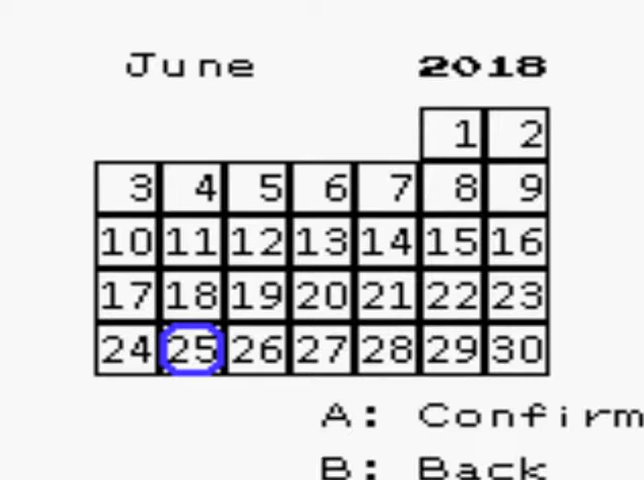 June 2018
1 2
3 4 5 6 7 8 9
10 11 12 13 14 15 16
17 18 19 20 21 22 23
24 25 26 27 28 29 30
A: Confirm
B: Back